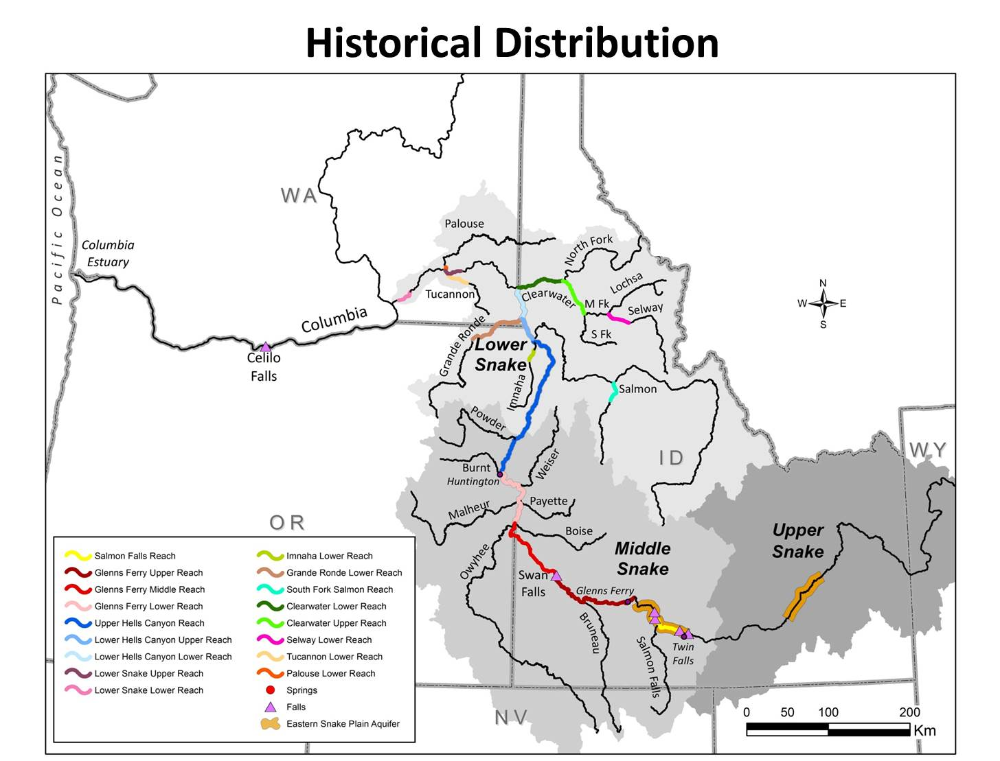 Historical Distribution
Pacific Ocean
WA
Columbia
Estuary
Palouse
North Fork
Lochsa
N
W
E
S
Tucannon
Clearwater
M Fk
Selway
Columbia
S Fk
Grande Ronde
Lower
Snake
Celilo
Falls
Imnaha
Salmon
Powder
ID
WY
Burnt
Huntington
Weiser
Malheur
Payette
OR
Boise
Upper
Snake
Middle
Snake
Owyhee
Swan
Falls
Glenns Ferry
Bruneau
Salmon Falls
Twin
Falls
NV
Salmon Falls Reach
Glenns Ferry Upper Reach
Glenns Ferry Middle Reach
Glenns Ferry Lower Reach
Upper Hells Canyon Reach
Lower Hells Canyon Upper Reach
Lower Hells Canyon Lower Reach
Lower Snake Upper Reach
Lower Snake Lower Reach
Imnaha Lower Reach
Grande Ronde Lower Reach
South Fork Salmon Reach
Clearwater Lower Reach
Clearwater Upper Reach
Selway Lower Reach
Tucannon Lower Reach
Palouse Lower Reach
Springs
Falls
Eastern Snake Plain Aquifer
0 50 100 200
Km